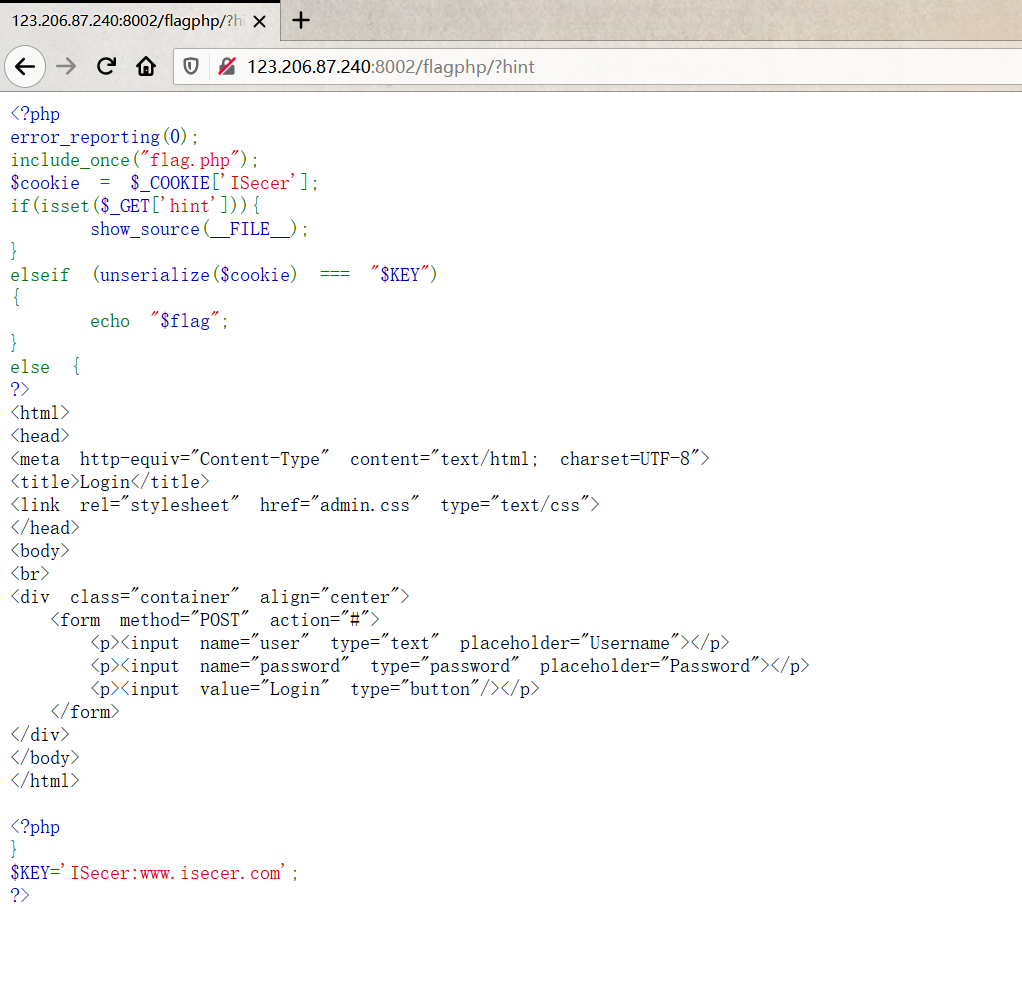 123.206.87.240:8002/flagphp/?h
123.206.87.240:8002/flagphp/?hint
<?php
error_reporting(0);
include_once("flag.php");
$cookie = $_COOKIE['ISecer'];
if(isset($_GET['hint'])){
        show_source(__FILE__);
}
elseif (unserialize($cookie) === "$KEY")
{
        echo "$flag";
}
else {
?>
<html>
<head>
<meta http-equiv="Content-Type" content="text/html; charset=UTF-8">
<title>Login</title>
<link rel="stylesheet" href="admin.css" type="text/css">
</head>
<body>
<br>
<div class="container" align="center">
    <form method="POST" action="#">
        <p><input name="user" type="text" placeholder="Username"></p>
        <p><input name="password" type="password" placeholder="Password"></p>
        <p><input value="Login" type="button"/></p>
    </form>
</div>
</body>
</html>

<?php
}
$KEY='ISecer:www.isecer.com';
?>